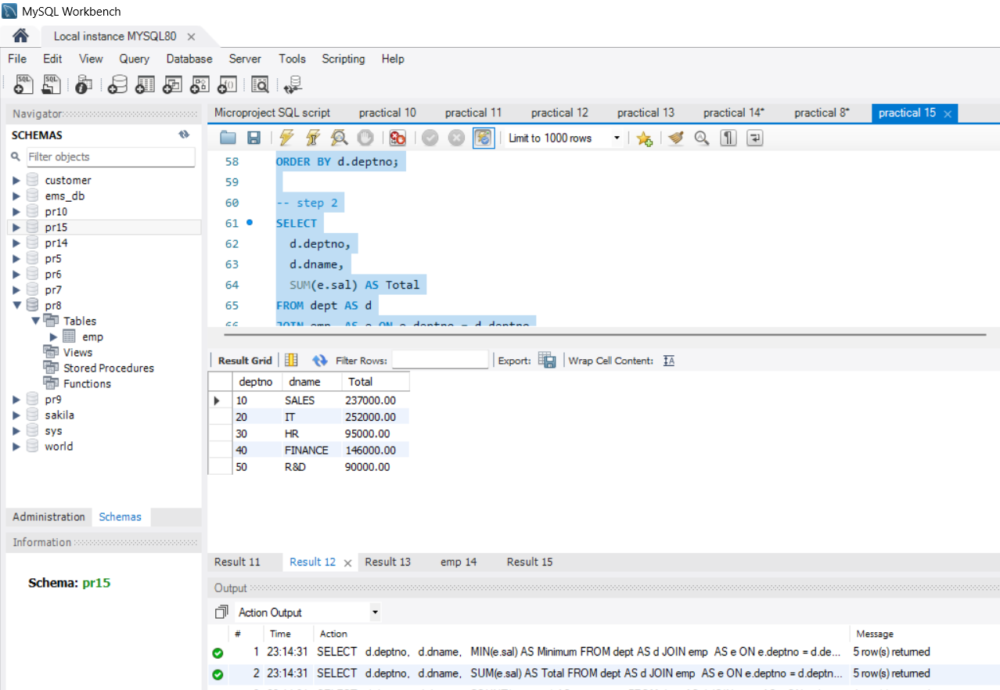 MySQL Workbench
Local instance MYSQL80
File Edit View Query Database Server Tools Scripting Help
Navigator
SCHEMAS
Filter objects
customer
ems_db
pr10
pr15
pr14
pr5
pr6
pr7
pr8
Tables
emp
Views
Stored Procedures
Functions
pr9
sakila
sys
world
Administration Schemas
Information
Schema: pr15
Microproject SQL script practical 10 practical 11 practical 12 practical 13 practical 14* practical 8* practical 15
Limit to 1000 rows
58 ORDER BY d.deptno;
59
60 -- step 2
61 SELECT
62 d.deptno,
63 d.dname,
64 SUM(e.sal) AS Total
65 FROM dept AS d
66 JOIN emp AS e ON e.deptno = d.deptno
Result Grid Filter Rows: Export: Wrap Cell Content:
deptno dname Total
10 SALES 237000.00
20 IT 252000.00
30 HR 95000.00
40 FINANCE 146000.00
50 R&D 90000.00
Result 11 Result 12 Result 13 emp 14 Result 15
Output
Action Output
# Time Action Message
1 23:14:31 SELECT d.deptno, d.dname, MIN(e.sal) AS Minimum FROM dept AS d JOIN emp AS e ON e.deptno = d.de... 5 row(s) returned
2 23:14:31 SELECT d.deptno, d.dname, SUM(e.sal) AS Total FROM dept AS d JOIN emp AS e ON e.deptno = d.deptn... 5 row(s) returned